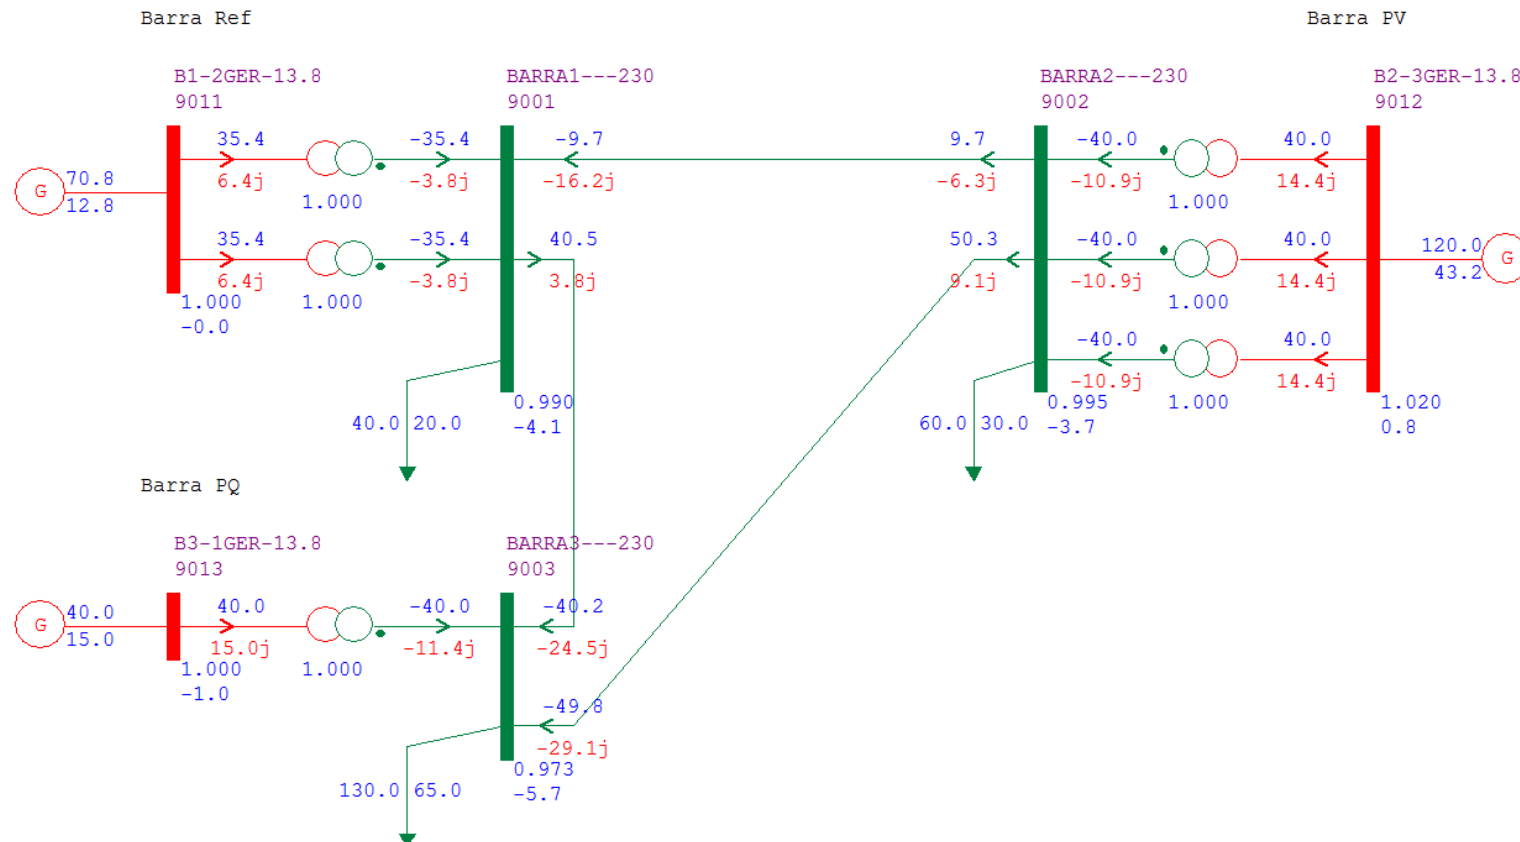 Barra Ref
Barra PV
B1-2GER-13.8
9011
BARRA1---230
9001
BARRA2---230
9002
B2-3GER-13.8
9012
35.4
-35.4
-9.7
9.7
-40.0
40.0
G
70.8
12.8
6.4j
-3.8j
-16.2j
-6.3j
-10.9j
14.4j
1.000
1.000
35.4
-35.4
40.5
50.3
-40.0
40.0
120.0
43.2
G
6.4j
-3.8j
3.8j
9.1j
-10.9j
14.4j
1.000
-0.0
1.000
1.000
-40.0
40.0
-10.9j
14.4j
40.0 20.0
0.990
-4.1
60.0 30.0
0.995
-3.7
1.000
1.020
0.8
Barra PQ
B3-1GER-13.8
9013
BARRA3---230
9003
G
40.0
15.0
40.0
-40.0
-40.2
15.0j
-11.4j
-24.5j
1.000
-1.0
1.000
-49.8
-29.1j
130.0 65.0
0.973
-5.7